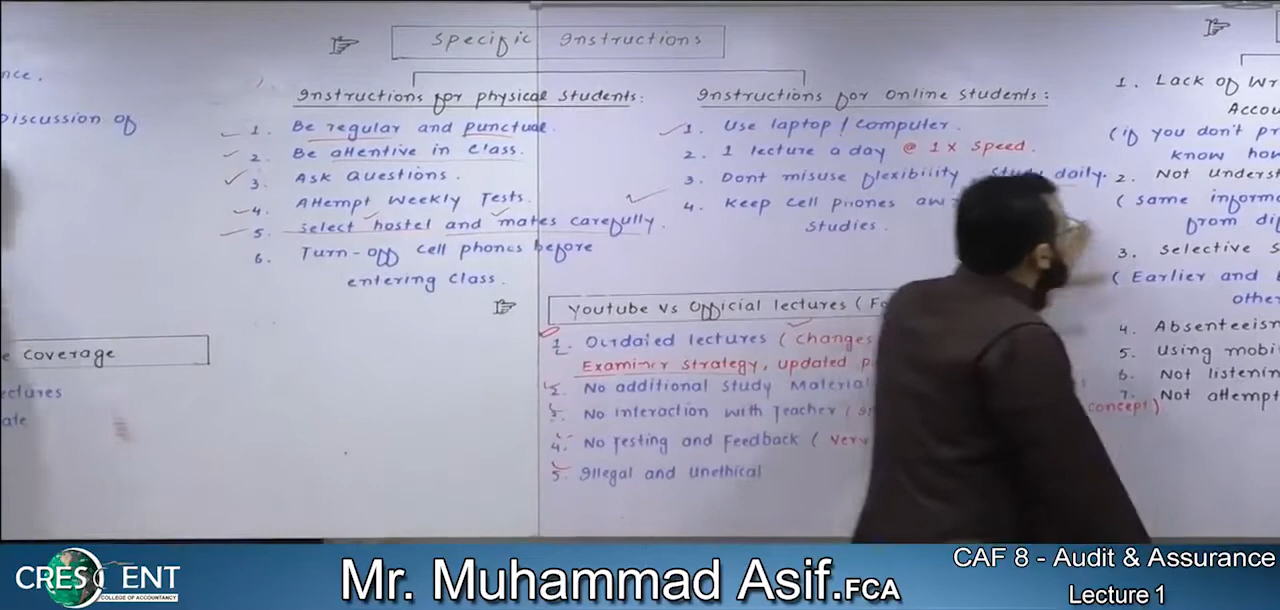 nce.
Discussion of
e coverage
ectures
ate
Specific Instructions
Instructions for physical students:
1. Be regular and punctual.
2. Be attentive in class.
3. Ask Questions.
4. Attempt Weekly Tests.
5. Select hostel and mates carefully.
6. Turn-off cell phones before
entering class.
Instructions for online students:
1. Use laptop / computer.
2. 1 lecture a day @ 1x speed.
3. Dont misuse flexibility study daily.
4. Keep cell phones
studies.
Youtube vs Official lectures (
1. Outdated lectures (changes
Examiner strategy, updated
2. No additional study Material
3. No interaction with Teacher (
concept)
4. No Testing and Feedback (very
5. Illegal and unethical
1. Lack of Wr
Accou
(if you don't pr
know how
2. Not underst
(same informa
from dif
3. Selective s
(Earlier and
othe
4. Absenteeism
5. Using mobi
6. Not listenin
7. Not attempt
CRESCENT
COLLEGE OF ACCOUNTANCY
Mr. Muhammad Asif.FCA
CAF 8 - Audit & Assurance
Lecture 1